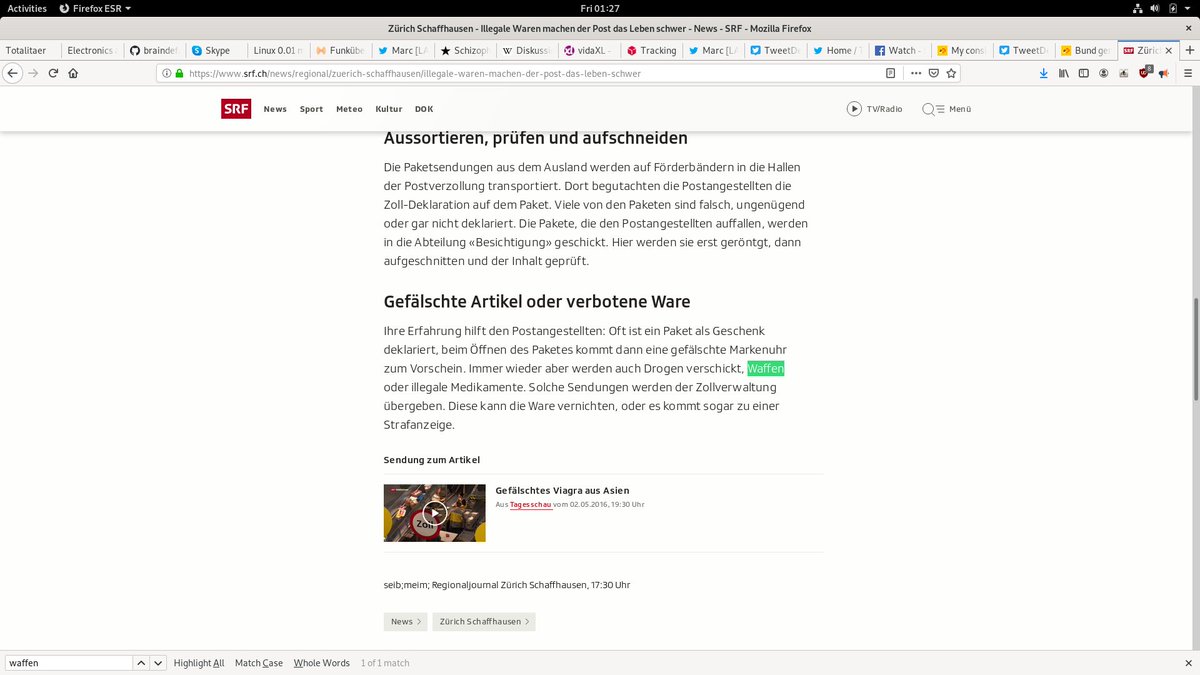 Activities Firefox ESR Fri 01:27
Zürich Schaffhausen - Illegale Waren machen der Post das Leben schwer - News - SRF - Mozilla Firefox
Totalitaer Electronics braindef Skype Linux 0.01 Funkübe Marc [LA Schizoph Diskussi vidaXL - Tracking Marc [LA TweetD Home / T Watch - My cons TweetD Bund ge Züric
https://www.srf.ch/news/regional/zuerich-schaffhausen/illegale-waren-machen-der-post-das-leben-schwer
SRF News Sport Meteo Kultur DOK TV/Radio Menü
Aussortieren, prüfen und aufschneiden
Die Paketsendungen aus dem Ausland werden auf Förderbändern in die Hallen
der Postverzollung transportiert. Dort begutachten die Postangestellten die
Zoll-Deklaration auf dem Paket. Viele von den Paketen sind falsch, ungenügend
oder gar nicht deklariert. Die Pakete, die den Postangestellten auffallen, werden
in die Abteilung «Besichtigung» geschickt. Hier werden sie erst geröntgt, dann
aufgeschnitten und der Inhalt geprüft.
Gefälschte Artikel oder verbotene Ware
Ihre Erfahrung hilft den Postangestellten: Oft ist ein Paket als Geschenk
deklariert, beim Öffnen des Paketes kommt dann eine gefälschte Markenuhr
zum Vorschein. Immer wieder aber werden auch Drogen verschickt, Waffen
oder illegale Medikamente. Solche Sendungen werden der Zollverwaltung
übergeben. Diese kann die Ware vernichten, oder es kommt sogar zu einer
Strafanzeige.
Sendung zum Artikel
Zoll
Gefälschtes Viagra aus Asien
Aus Tagesschau vom 02.05.2016, 19:30 Uhr
seib;meim; Regionaljournal Zürich Schaffhausen, 17:30 Uhr
News Zürich Schaffhausen
waffen Highlight All Match Case Whole Words 1 of 1 match